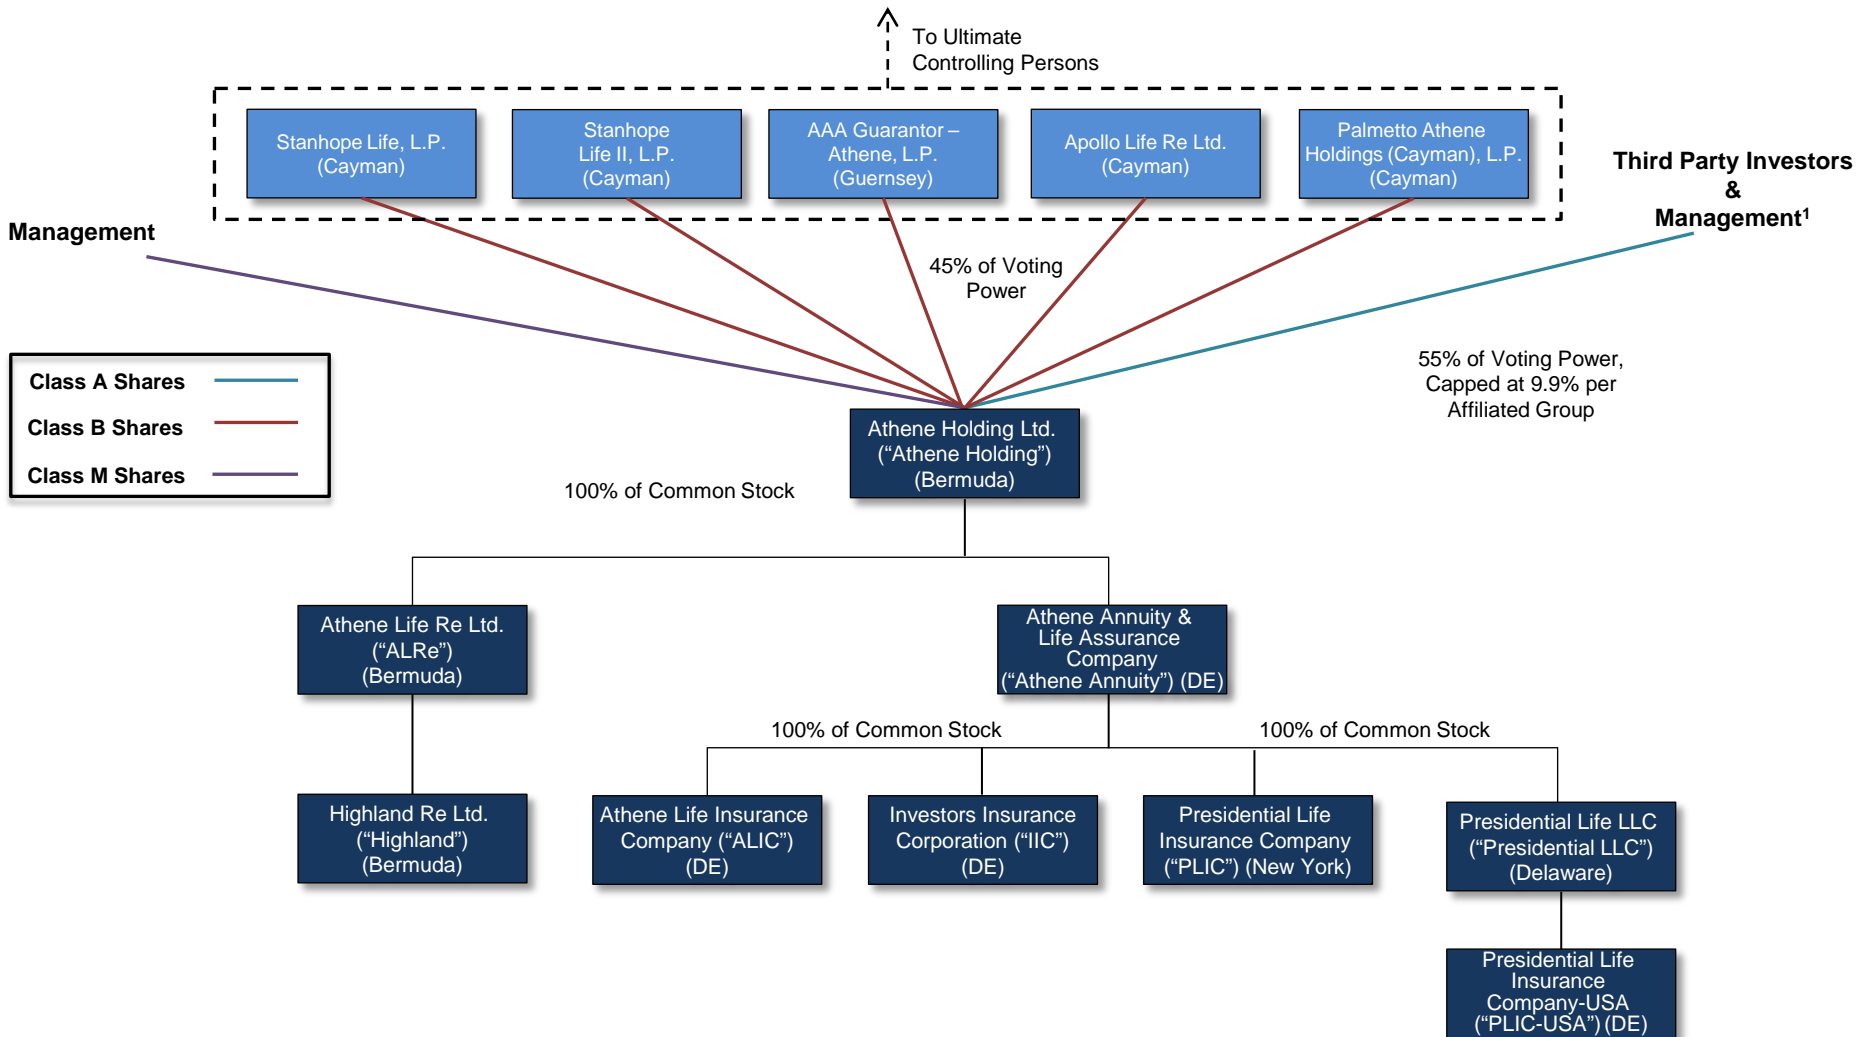 To Ultimate
Controlling Persons
Stanhope Life, L.P.
(Cayman)
Stanhope
Life II, L.P.
(Cayman)
AAA Guarantor –
Athene, L.P.
(Guernsey)
Apollo Life Re Ltd.
(Cayman)
Palmetto Athene
Holdings (Cayman), L.P.
(Cayman)
Third Party Investors
&
Management¹
Management
45% of Voting
Power
55% of Voting Power,
Capped at 9.9% per
Affiliated Group
Class A Shares
Class B Shares
Class M Shares
Athene Holding Ltd.
(“Athene Holding”)
(Bermuda)
100% of Common Stock
Athene Life Re Ltd.
(“ALRe”)
(Bermuda)
Athene Annuity &
Life Assurance
Company
(“Athene Annuity”) (DE)
100% of Common Stock
100% of Common Stock
Highland Re Ltd.
(“Highland”)
(Bermuda)
Athene Life Insurance
Company (“ALIC”)
(DE)
Investors Insurance
Corporation (“IIC”)
(DE)
Presidential Life
Insurance Company
(“PLIC”) (New York)
Presidential Life LLC
(“Presidential LLC”)
(Delaware)
Presidential Life
Insurance
Company-USA
(“PLIC-USA”) (DE)